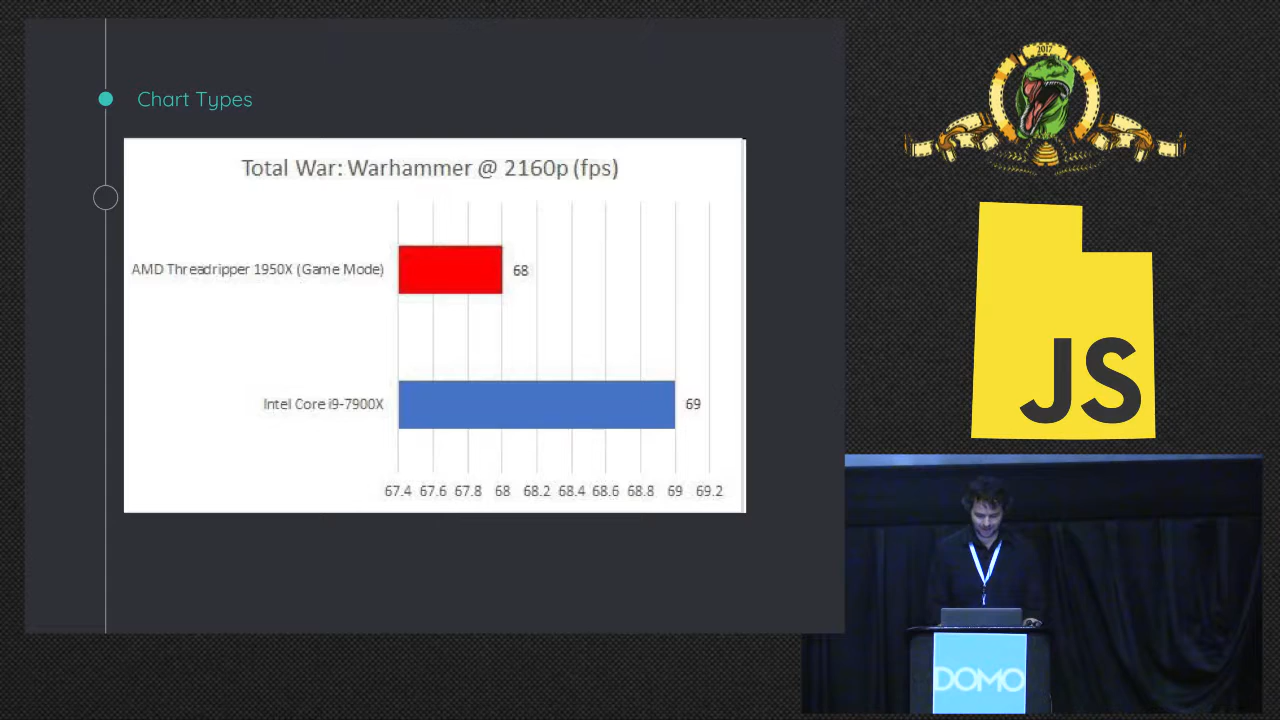 Chart Types
Total War: Warhammer @ 2160p (fps)
AMD Threadripper 1950X (Game Mode)
68
Intel Core i9-7900X
69
67.4 67.6 67.8 68 68.2 68.4 68.6 68.8 69 69.2
2017
JS
DOMO